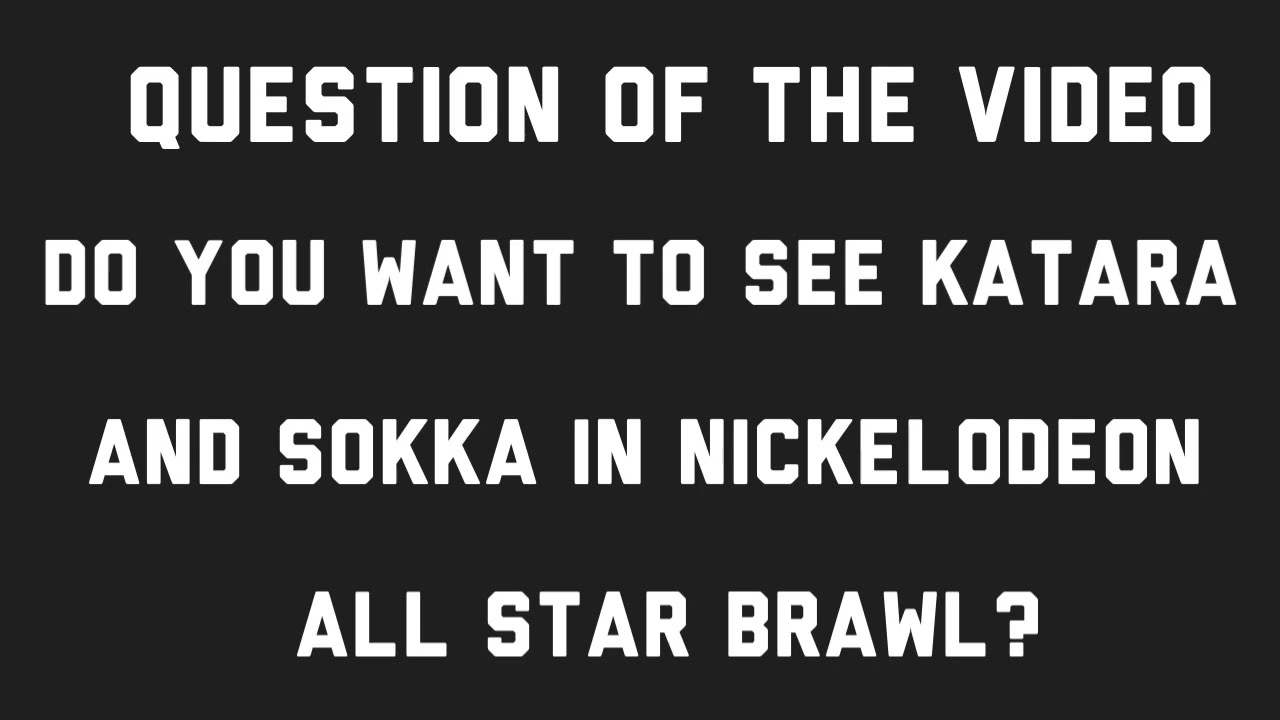 QUESTION OF THE VIDEO
DO YOU WANT TO SEE KATARA
AND SOKKA IN NICKELODEON
ALL STAR BRAWL?